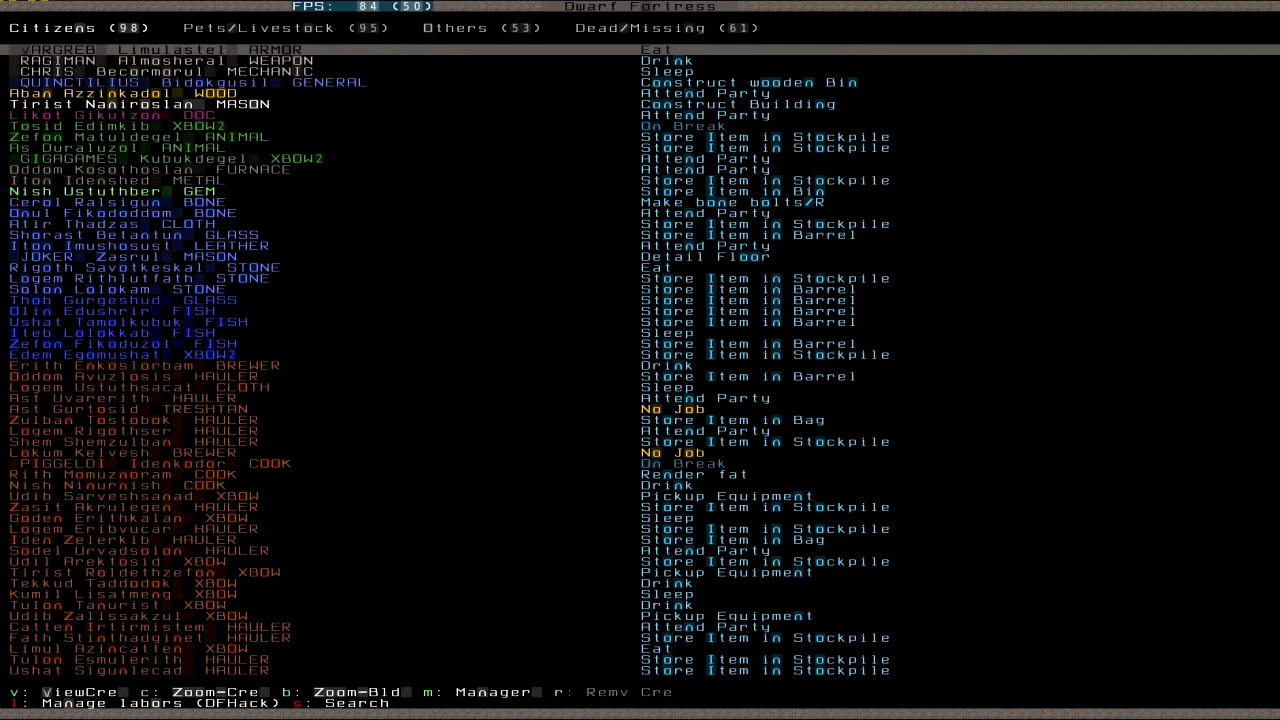 FPS: 84 (50) Dwarf Fortress
Citizens (98) Pets/Livestock (95) Others (53) Dead/Missing (61)
VARGREB Limulastel ARMOR Eat
RAGIMAN Almosheral WEAPON Drink
CHRIS Becormorul MECHANIC Sleep
QUINCTILIUS Bidokgusil GENERAL Construct wooden Bin
Aban Azzinkadol WOOD Attend Party
Tirist Naniroslan MASON Construct Building
Likot Gikutzon DOC Attend Party
Tosid Edimkib XBOW2 On Break
Zefon Matuldegel ANIMAL Store Item in Stockpile
As Duraluzol ANIMAL Store Item in Stockpile
GIGAGAMES Kubukdegel XBOW2 Attend Party
Oddom Kosothoslan FURNACE Attend Party
Iton Idenshed METAL Store Item in Stockpile
Nish Ustuthber GEM Store Item in Bin
Cerol Ralsigun BONE Make bone bolts/R
Onul Fikododdom BONE Attend Party
Atir Thadzas CLOTH Store Item in Stockpile
Shorast Betantun GLASS Store Item in Barrel
Iton Imushosust LEATHER Attend Party
JOKER Zasrul MASON Detail Floor
Rigoth Savotkeskal STONE Eat
Logem Rithlutfath STONE Store Item in Stockpile
Solon Lolokam STONE Store Item in Barrel
Thob Gurgeshud GLASS Store Item in Barrel
Olin Edushrir FISH Store Item in Barrel
Ushat Tamolkubuk FISH Store Item in Barrel
Iteb Lolokkab FISH Sleep
Zefon Fikoduzol FISH Store Item in Barrel
Edem Egomushat XBOW2 Store Item in Stockpile
Erith Enkoslorbam BREWER Drink
Oddom Avuzlosis HAULER Store Item in Barrel
Logem Ustuthsacat CLOTH Sleep
Ast Uvarerith HAULER Attend Party
Ast Gurtosid TRESHTAN No Job
Zulban Tostobok HAULER Store Item in Bag
Logem Rigothser HAULER Attend Party
Shem Shemzulban HAULER Store Item in Stockpile
Lokum Kelvesh BREWER No Job
PIGGELDI Idenkodor COOK On Break
Rith Momuznoram COOK Render fat
Nish Ninurnish COOK Drink
Udib Sarveshsanad XBOW Pickup Equipment
Zasit Akrulegen HAULER Store Item in Stockpile
Goden Erithkalan XBOW Sleep
Logem Eribvucar HAULER Store Item in Stockpile
Iden Zelerkib HAULER Store Item in Bag
Sodel Urvadsolon HAULER Attend Party
Udil Arektosid XBOW Store Item in Stockpile
Tirist Roldethzefon XBOW Pickup Equipment
Tekkud Taddodok XBOW Drink
Kumil Lisatmeng XBOW Sleep
Tulon Tanurist XBOW Drink
Udib Zalissakzul XBOW Pickup Equipment
Catten Irtirmistem HAULER Attend Party
Fath Stinthadginet HAULER Store Item in Stockpile
Limul Azincatten XBOW Eat
Tulon Esmulerith HAULER Store Item in Stockpile
Ushat Sigunlecad HAULER Store Item in Stockpile
v: ViewCre c: Zoom-Cre b: Zoom-Bld m: Manager r: Remv Cre
l: Manage labors (DFHack) s: Search